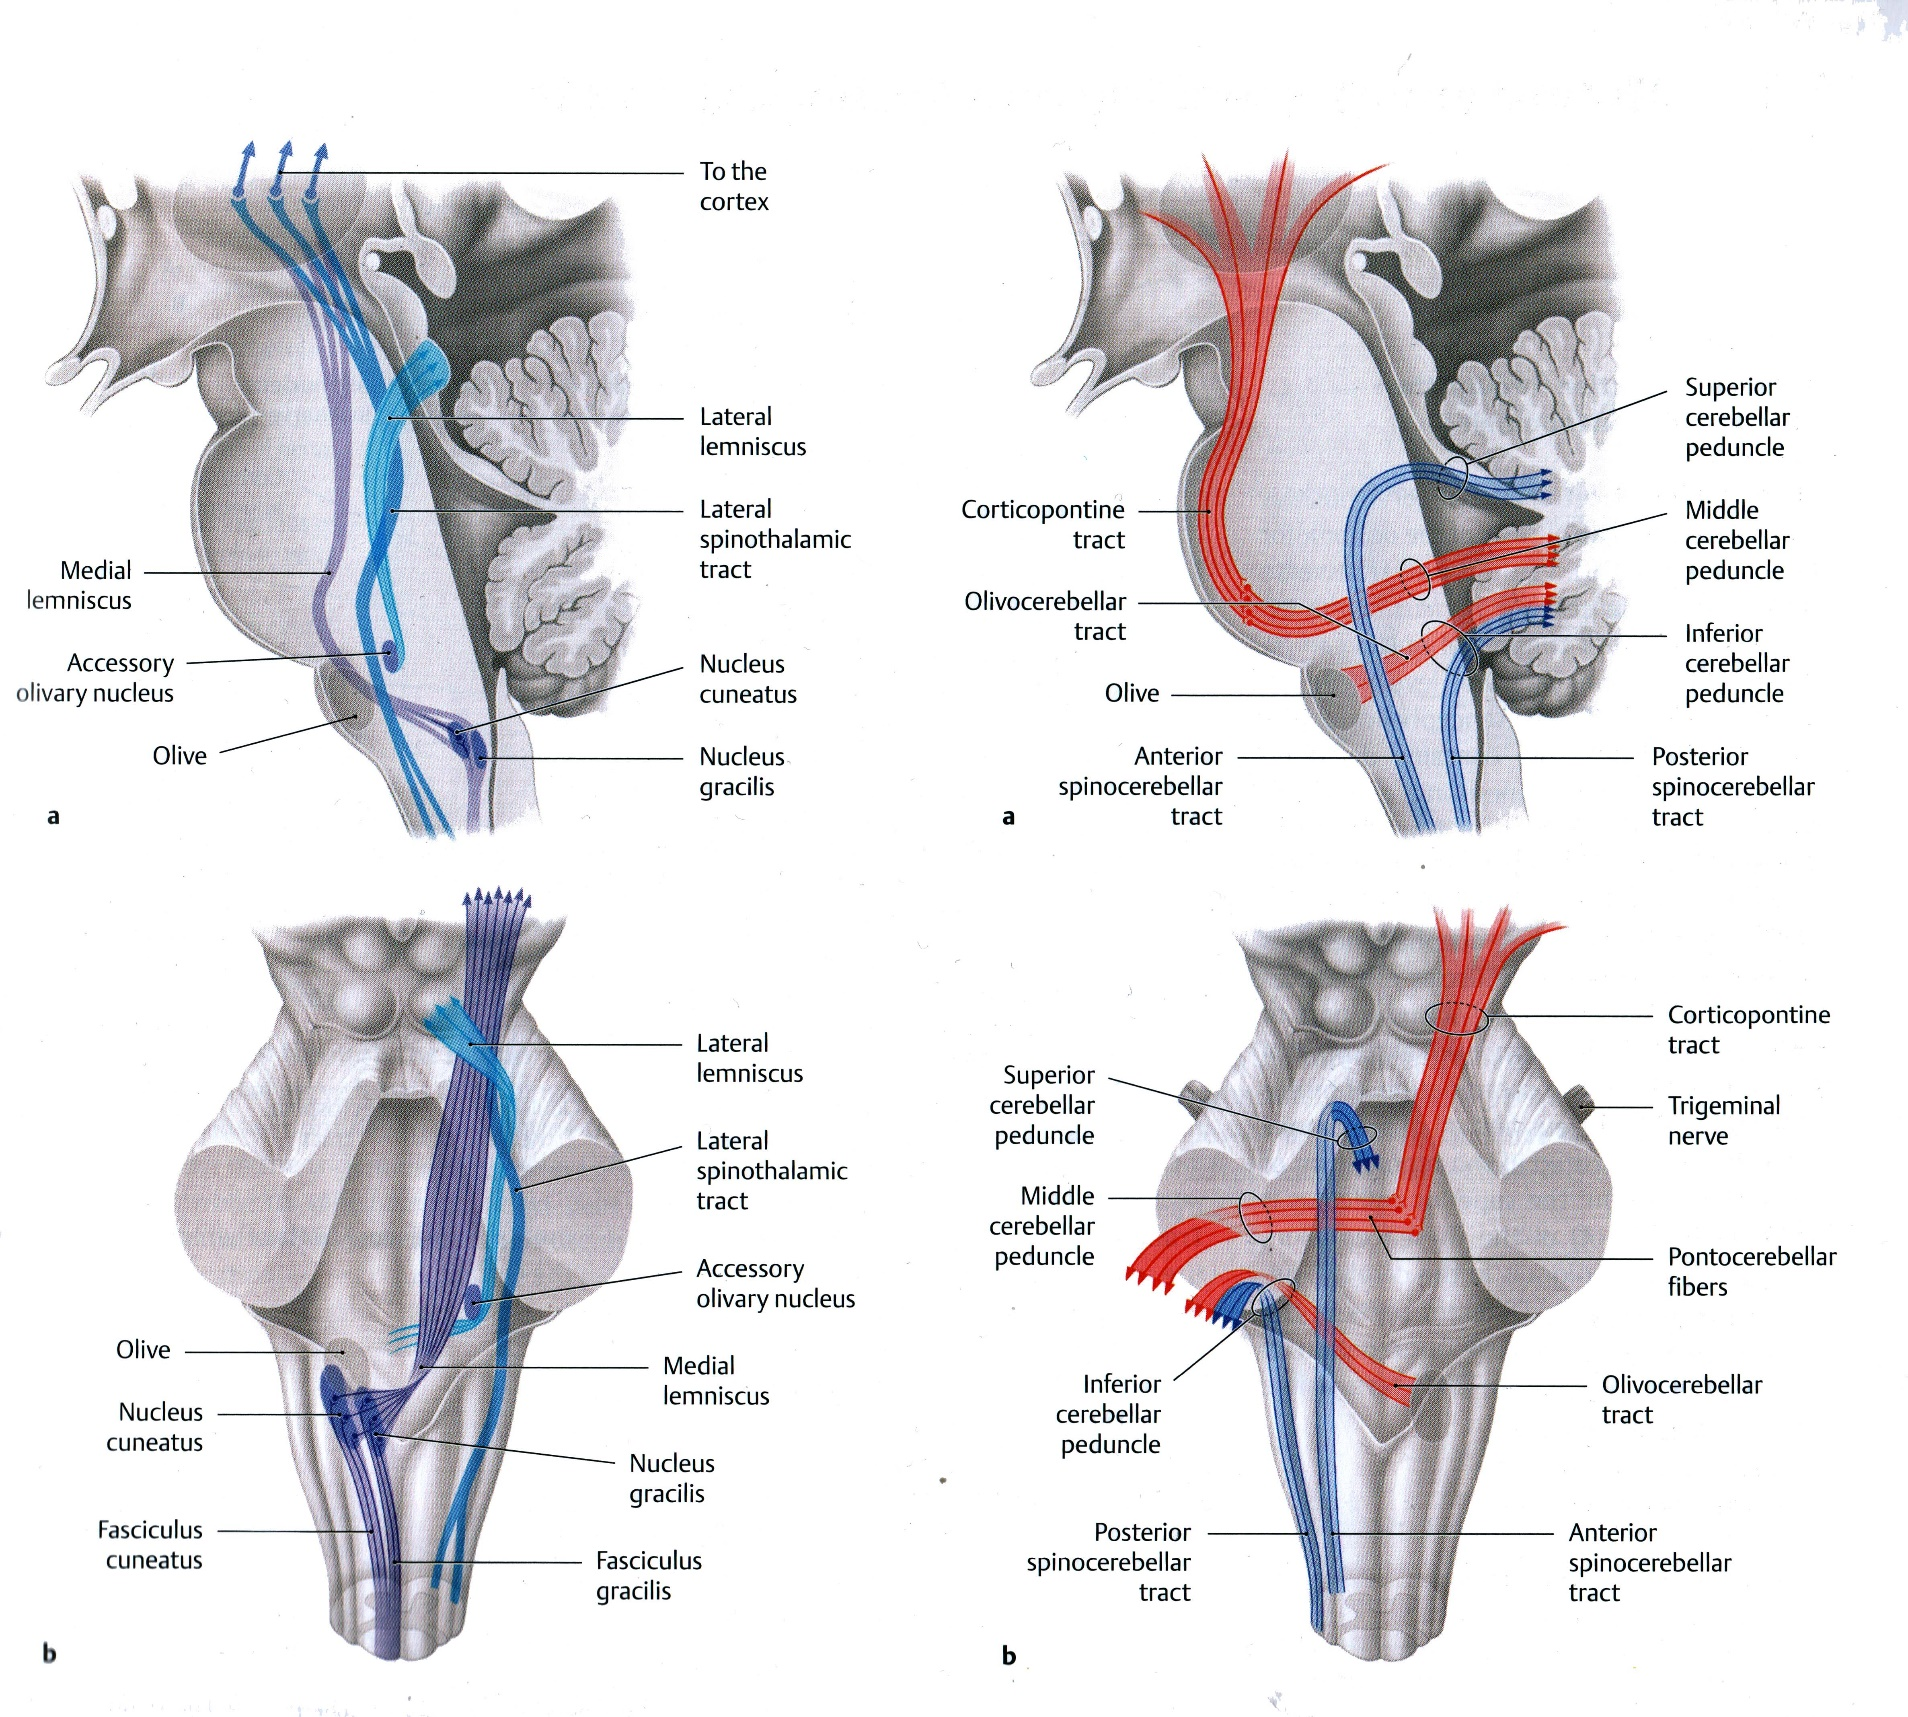 To the
cortex
Lateral
lemniscus
Lateral
spinothalamic
tract
Medial
lemniscus
Accessory
olivary nucleus
Nucleus
cuneatus
Olive
Nucleus
gracilis
a
Superior
cerebellar
peduncle
Corticopontine
tract
Middle
cerebellar
peduncle
Olivocerebellar
tract
Inferior
cerebellar
peduncle
Olive
Anterior
spinocerebellar
tract
Posterior
spinocerebellar
tract
a
Lateral
lemniscus
Lateral
spinothalamic
tract
Accessory
olivary nucleus
Olive
Medial
lemniscus
Nucleus
cuneatus
Nucleus
gracilis
Fasciculus
cuneatus
Fasciculus
gracilis
b
Corticopontine
tract
Superior
cerebellar
peduncle
Trigeminal
nerve
Middle
cerebellar
peduncle
Pontocerebellar
fibers
Inferior
cerebellar
peduncle
Olivocerebellar
tract
Posterior
spinocerebellar
tract
Anterior
spinocerebellar
tract
b